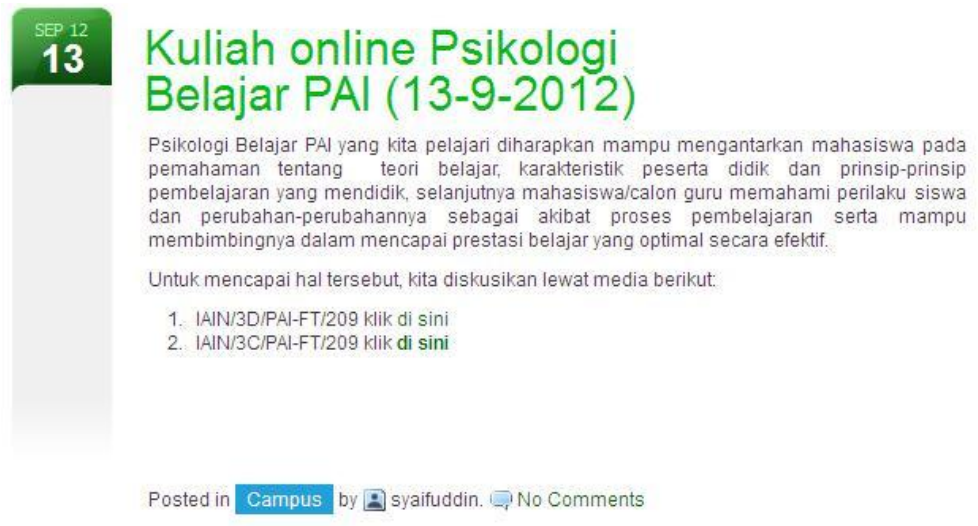 SEP 12
13
Kuliah online Psikologi
Belajar PAI (13-9-2012)
Psikologi Belajar PAI yang kita pelajari diharapkan mampu mengantarkan mahasiswa pada
pemahaman tentang teori belajar, karakteristik peserta didik dan prinsip-prinsip
pembelajaran yang mendidik, selanjutnya mahasiswa/calon guru memahami perilaku siswa
dan perubahan-perubahannya sebagai akibat proses pembelajaran serta mampu
membimbingnya dalam mencapai prestasi belajar yang optimal secara efektif.
Untuk mencapai hal tersebut, kita diskusikan lewat media berikut:
1. IAIN/3D/PAI-FT/209 klik di sini
2. IAIN/3C/PAI-FT/209 klik di sini
Posted in Campus by syaifuddin. No Comments